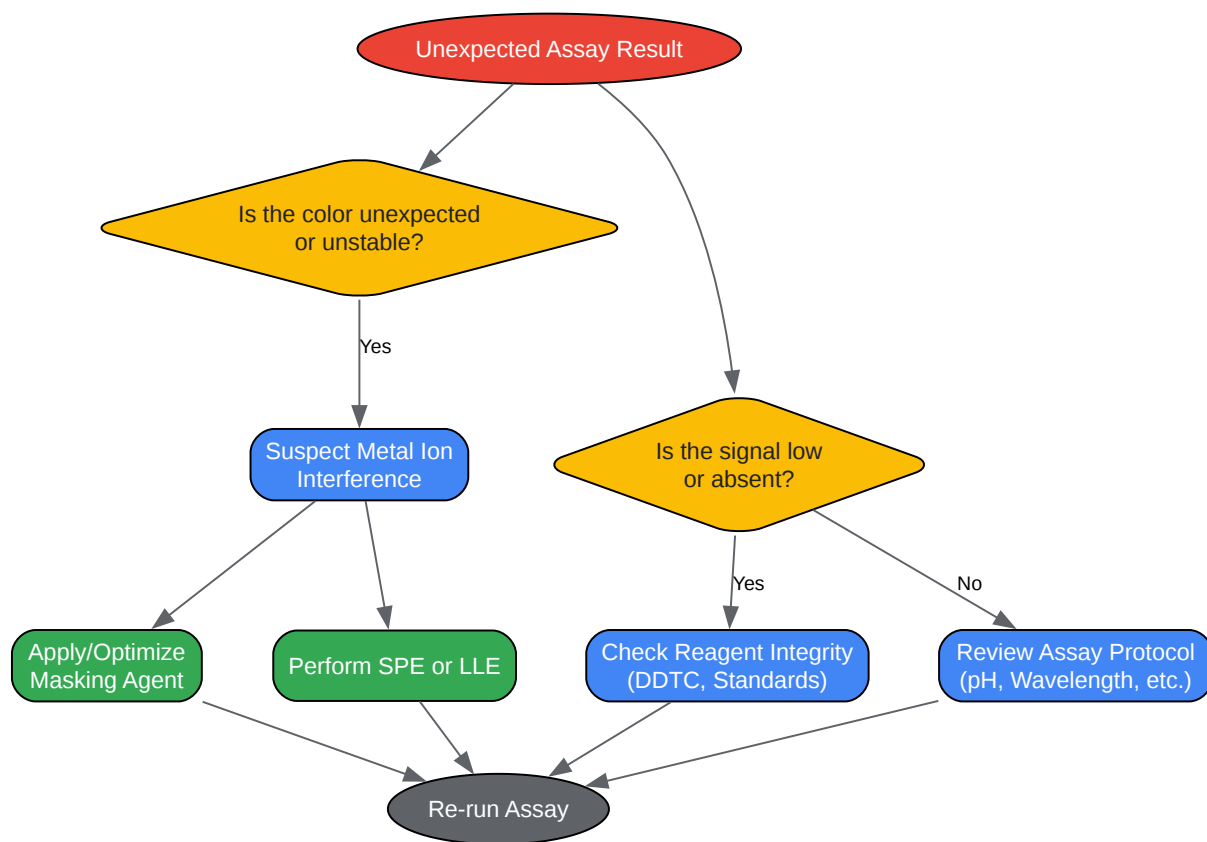 Unexpected Assay Result
Is the color unexpected
or unstable?
Yes
Suspect Metal Ion
Interference
Is the signal low
or absent?
Yes
No
Apply/Optimize
Masking Agent
Perform SPE or LLE
Check Reagent Integrity
(DDTC, Standards)
Review Assay Protocol
(pH, Wavelength, etc.)
Re-run Assay